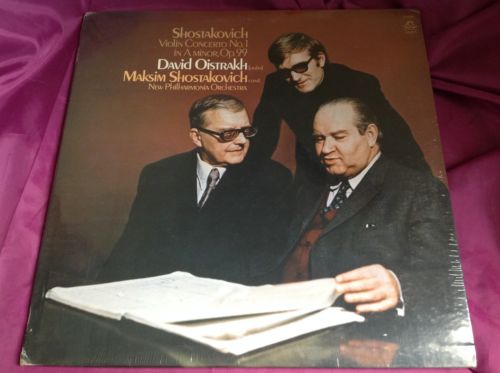 Shostakovich
Violin Concerto No. 1
in A minor, Op. 99
David Oistrakh (violin)
Maksim Shostakovich cond.
New Philharmonia Orchestra